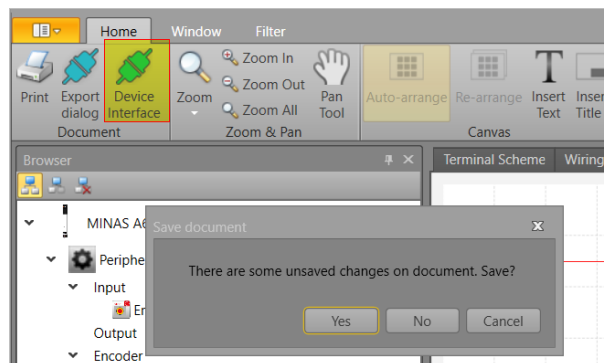 Home Window Filter
Print
Export dialog
Device Interface
Zoom
Zoom In
Zoom Out
Zoom All
Pan Tool
Auto-arrange
Re-arrange
Insert Text
Title
Document
Zoom & Pan
Canvas
Browser
Terminal Scheme
Wiring
MINAS
Save document
There are some unsaved changes on document. Save?
Yes
No
Cancel
Input
Output
Encoder